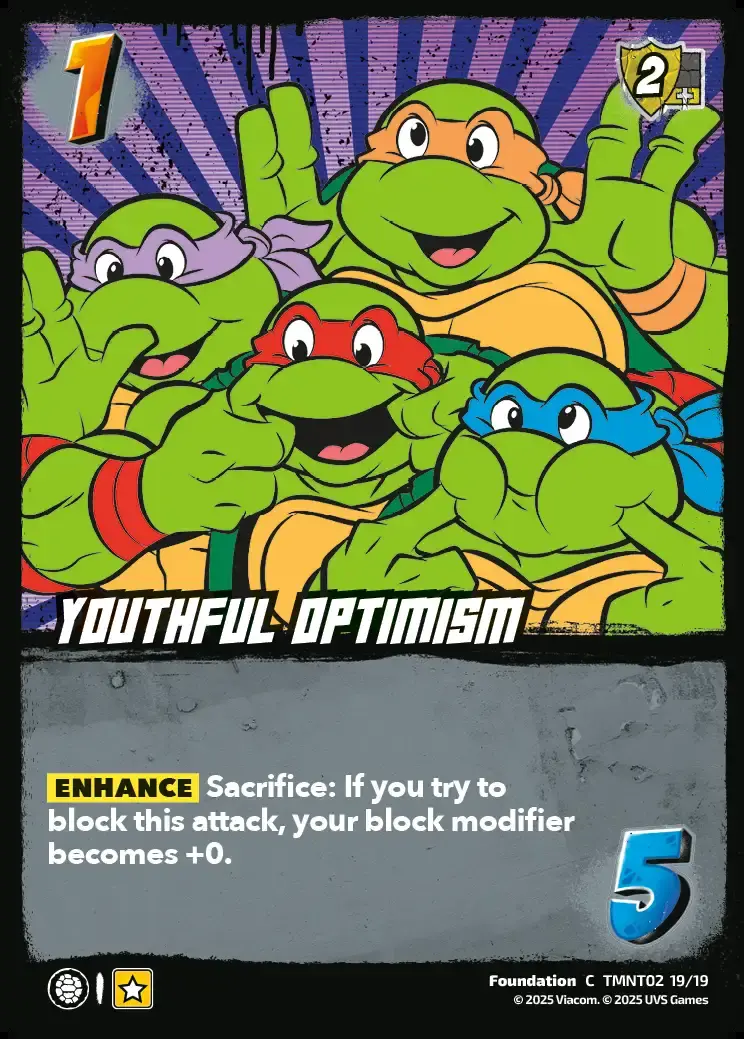 1
2
+
YOUTHFUL OPTIMISM
ENHANCE Sacrifice: If you try to
block this attack, your block modifier
becomes +0.
5
Foundation C TMNT02 19/19
© 2025 Viacom. © 2025 UVS Games